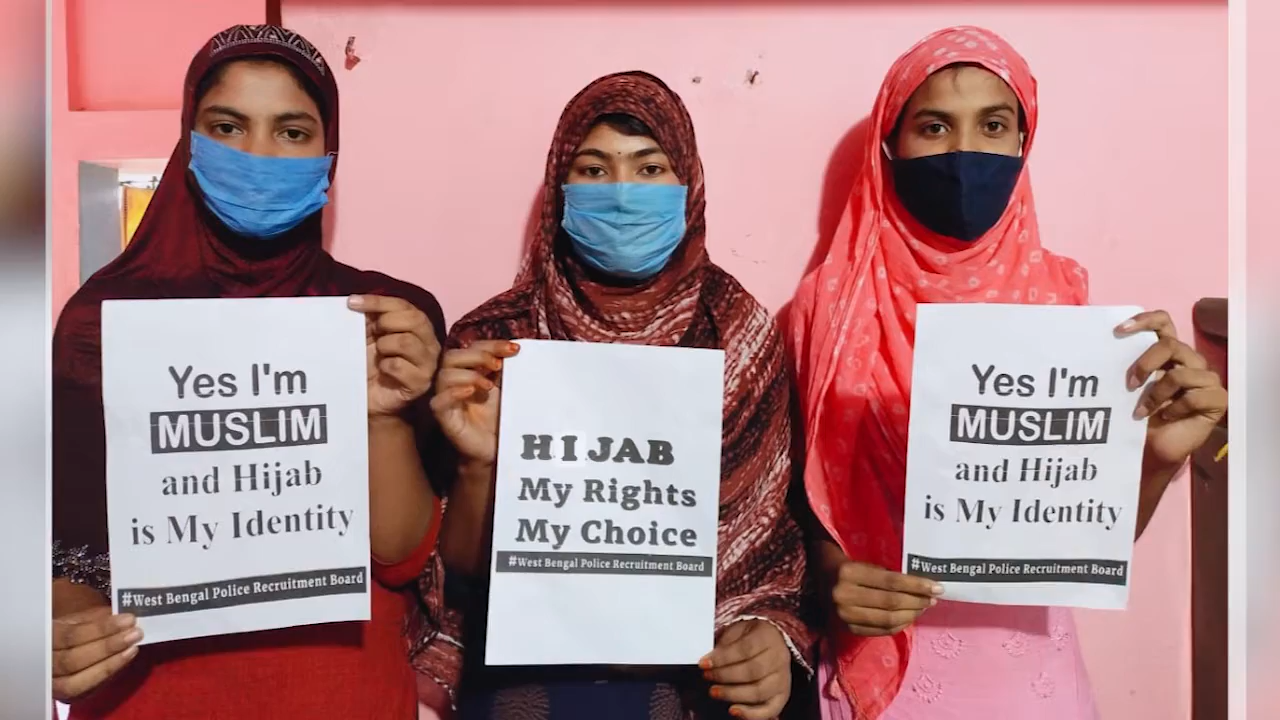 Yes I'm
MUSLIM
and Hijab
is My Identity
#West Bengal Police Recruitment Board
HIJAB
My Rights
My Choice
#West Bengal Police Recruitment Board
Yes I'm
MUSLIM
and Hijab
is My Identity
#West Bengal Police Recruitment Board